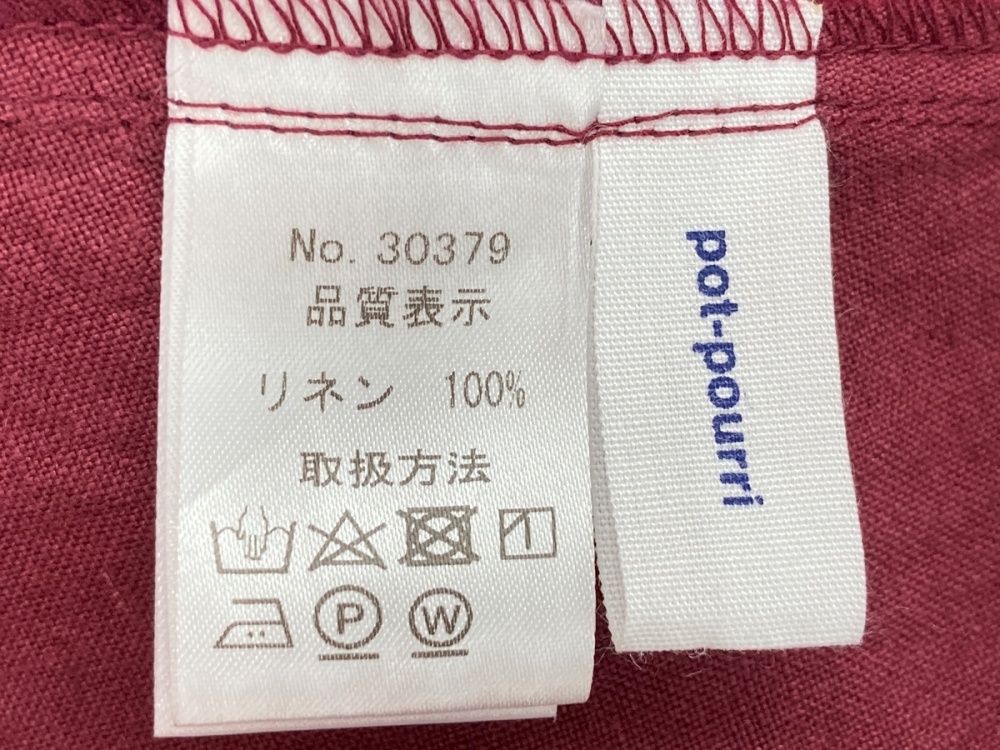 No. 30379
品質表示
リネン 100%
取扱方法
P W
pot-pourri